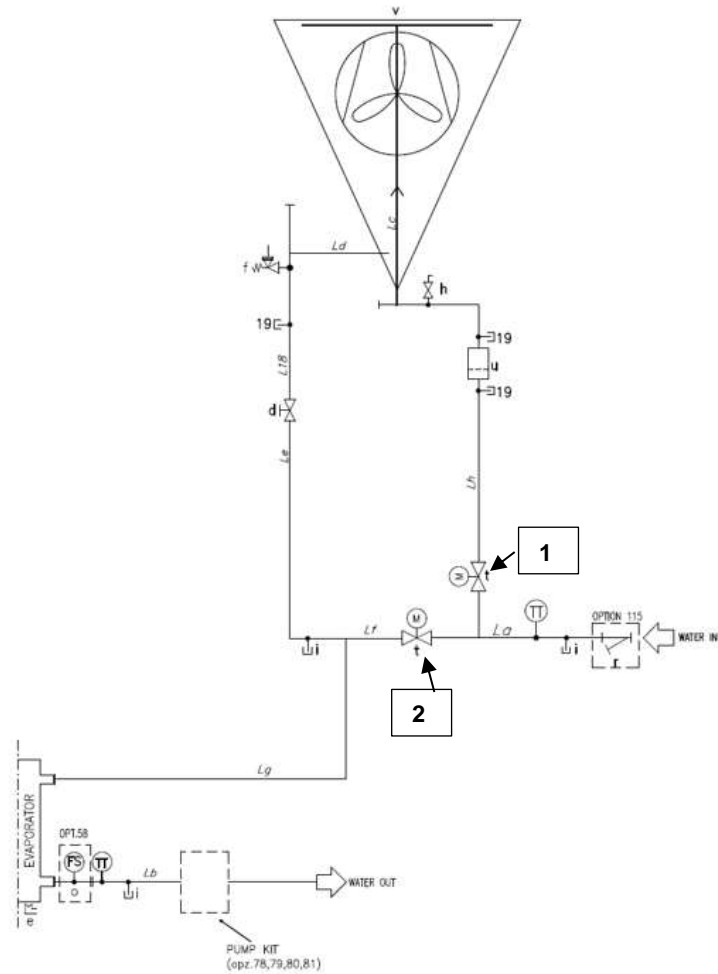 v
Lc
Ld
f
w
h
19
19
u
L18
19
d
Le
Lh
1
M
t
M
TT
OPTION 115
Lf
La
WATER IN
i
t
i
r
2
Lg
EVAPORATOR
OPT.58
FS
TT
Lb
o
i
WATER OUT
e
PUMP KIT
(opz.78,79,80,81)